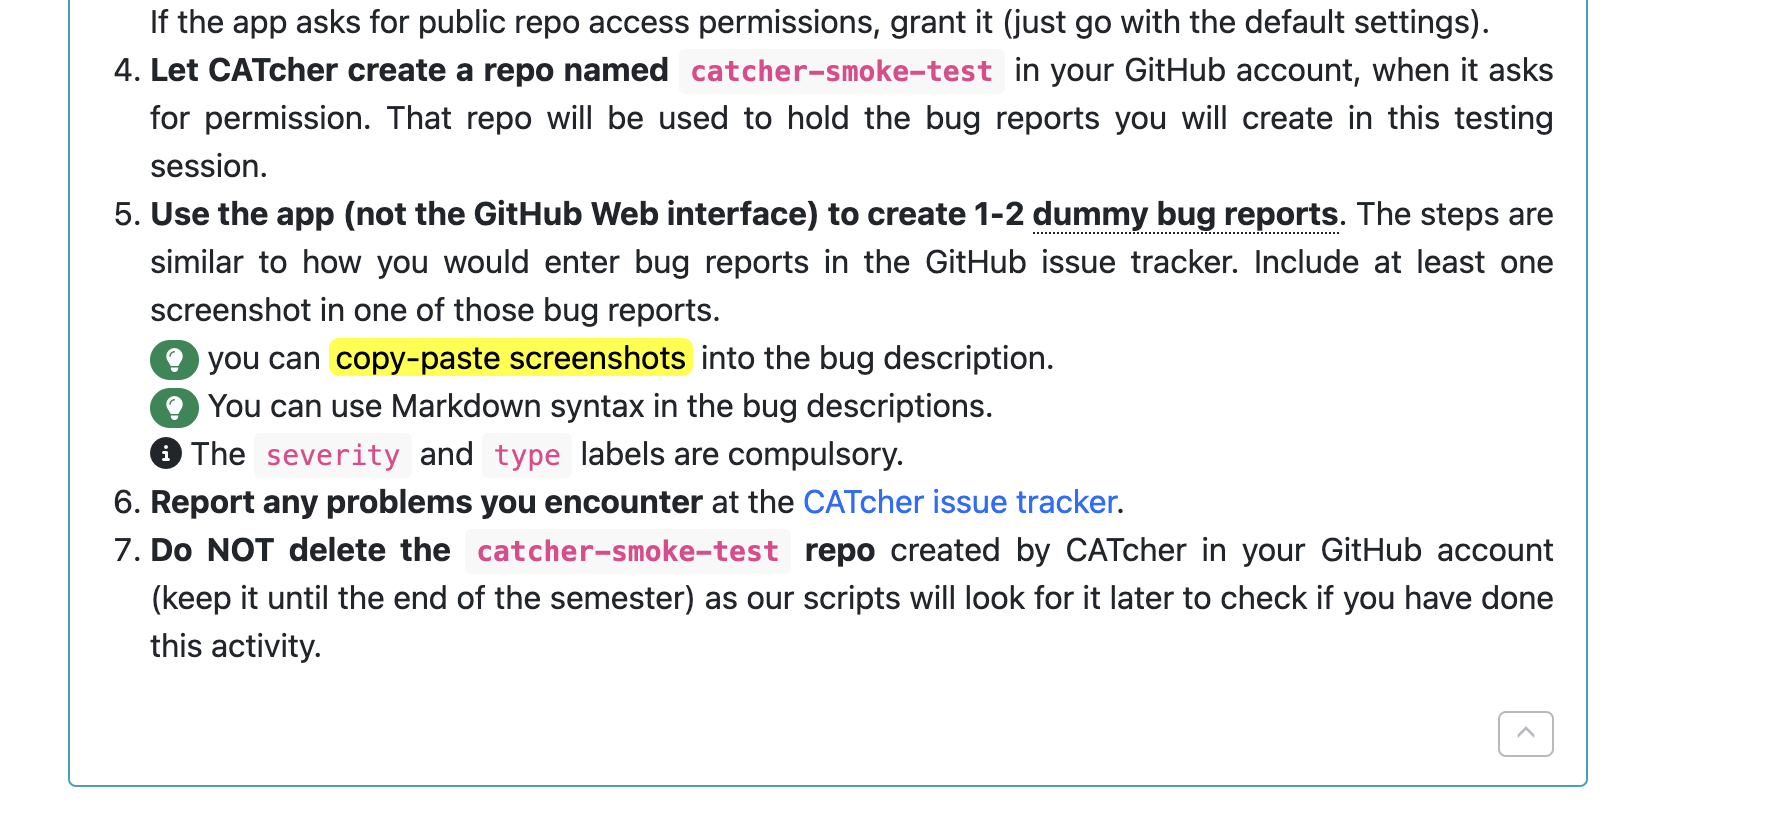 If the app asks for public repo access permissions, grant it (just go with the default settings).
4. Let CATcher create a repo named catcher-smoke-test in your GitHub account, when it asks
for permission. That repo will be used to hold the bug reports you will create in this testing
session.
5. Use the app (not the GitHub Web interface) to create 1-2 dummy bug reports. The steps are
similar to how you would enter bug reports in the GitHub issue tracker. Include at least one
screenshot in one of those bug reports.
you can copy-paste screenshots into the bug description.
You can use Markdown syntax in the bug descriptions.
The severity and type labels are compulsory.
6. Report any problems you encounter at the CATcher issue tracker.
7. Do NOT delete the catcher-smoke-test repo created by CATcher in your GitHub account
(keep it until the end of the semester) as our scripts will look for it later to check if you have done
this activity.